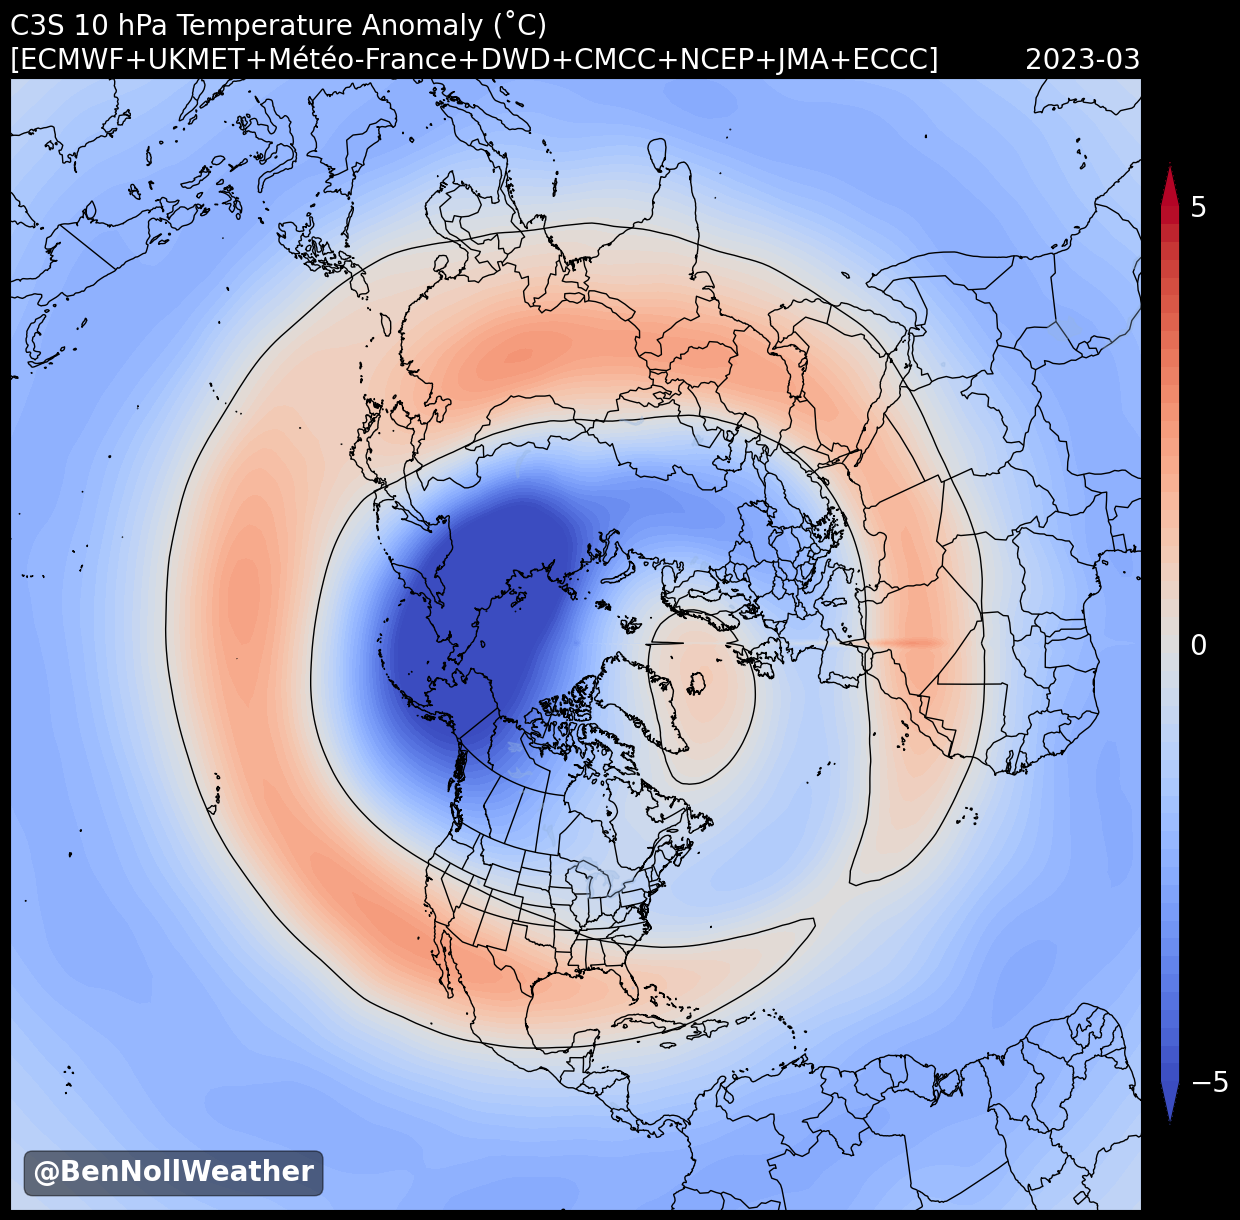 C3S 10 hPa Temperature Anomaly (˚C)
[ECMWF+UKMET+Météo-France+DWD+CMCC+NCEP+JMA+ECCC] 2023-03
5
0
−5
@BenNollWeather